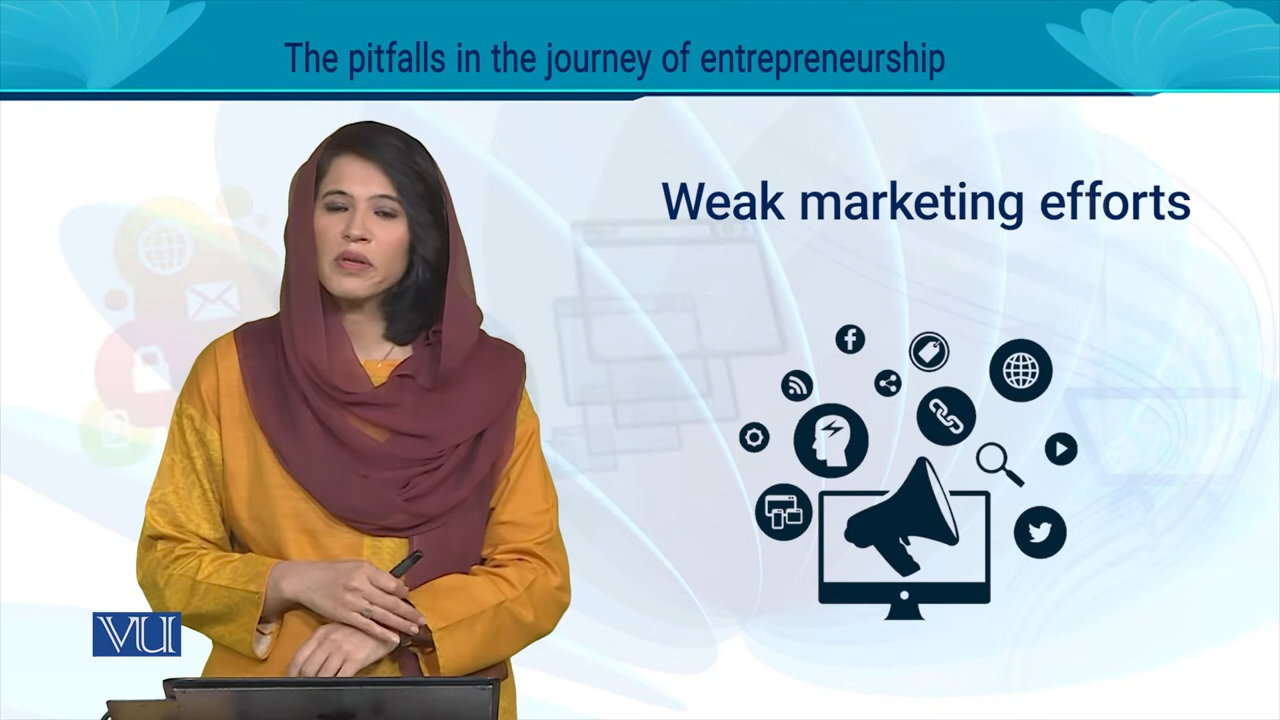 The pitfalls in the journey of entrepreneurship
Weak marketing efforts
VU